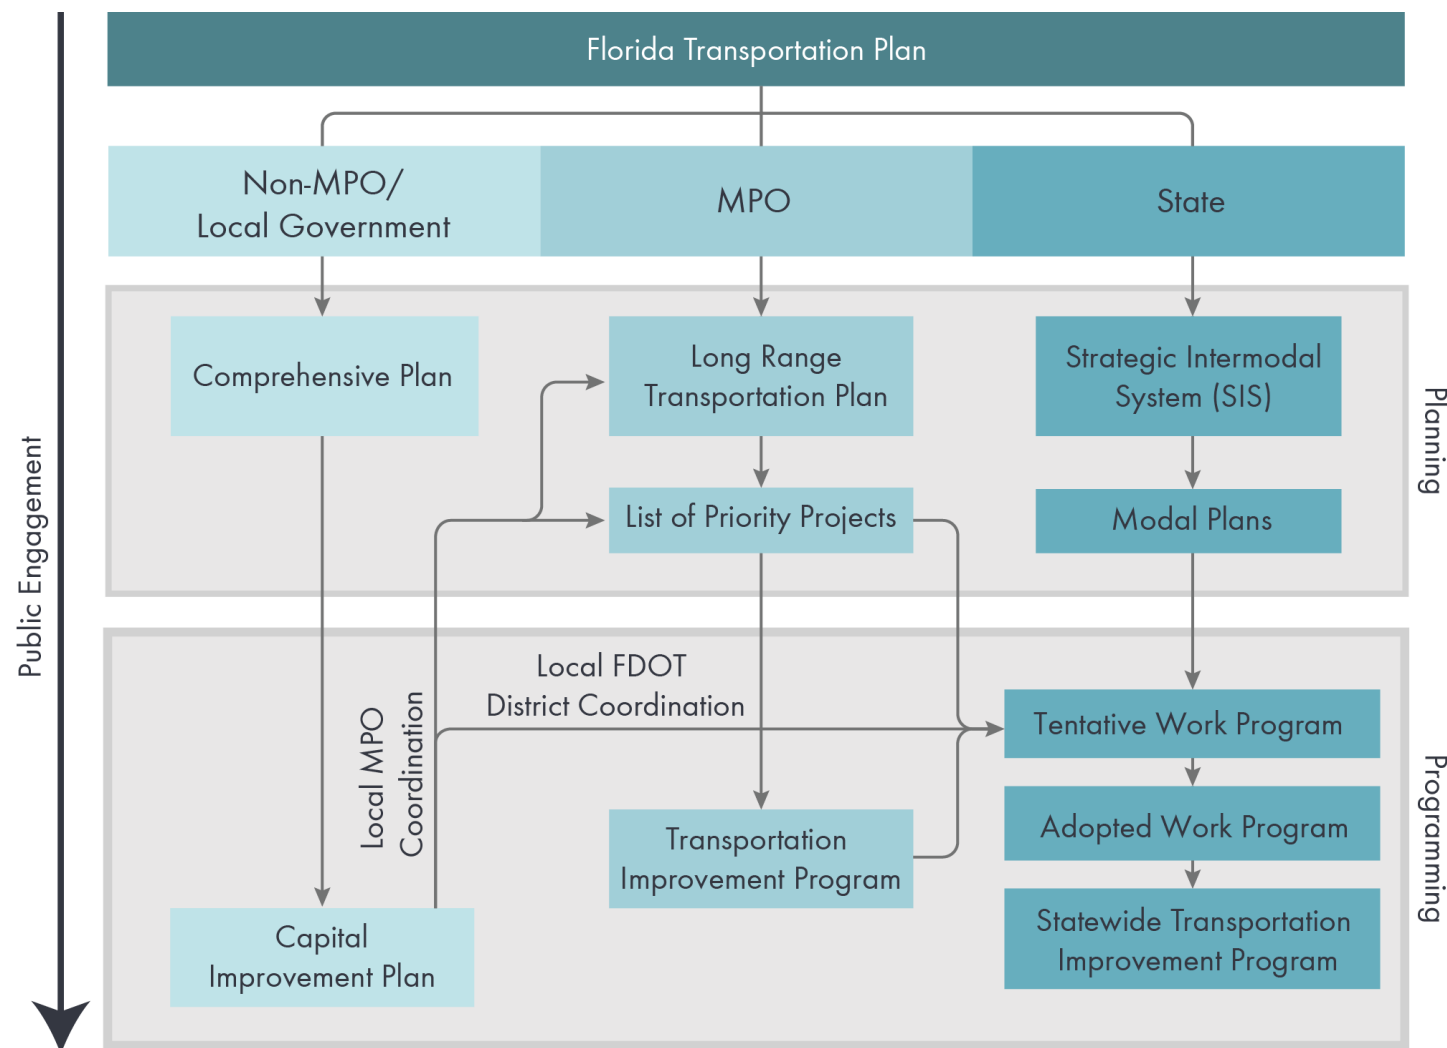 Florida Transportation Plan
Non-MPO/
Local Government
MPO
State
Public Engagement
Planning
Comprehensive Plan
Long Range
Transportation Plan
Strategic Intermodal
System (SIS)
List of Priority Projects
Modal Plans
Programming
Local MPO
Coordination
Local FDOT
District Coordination
Tentative Work Program
Transportation
Improvement Program
Adopted Work Program
Capital
Improvement Plan
Statewide Transportation
Improvement Program